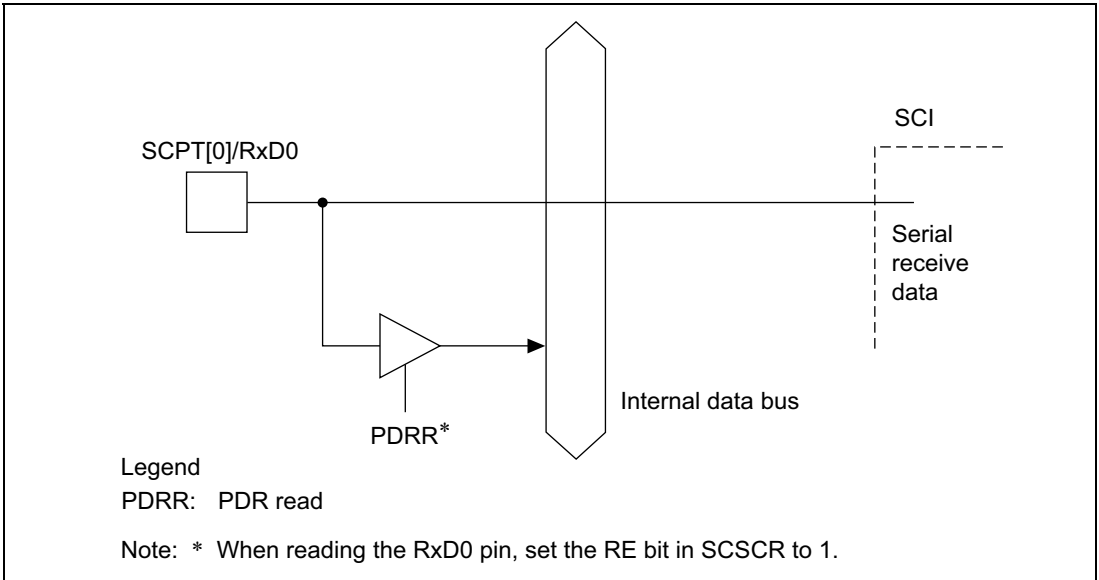 SCPT[0]/RxD0
SCI
Serial
receive
data
Internal data bus
PDRR*
Legend
PDRR: PDR read
Note: * When reading the RxD0 pin, set the RE bit in SCSCR to 1.